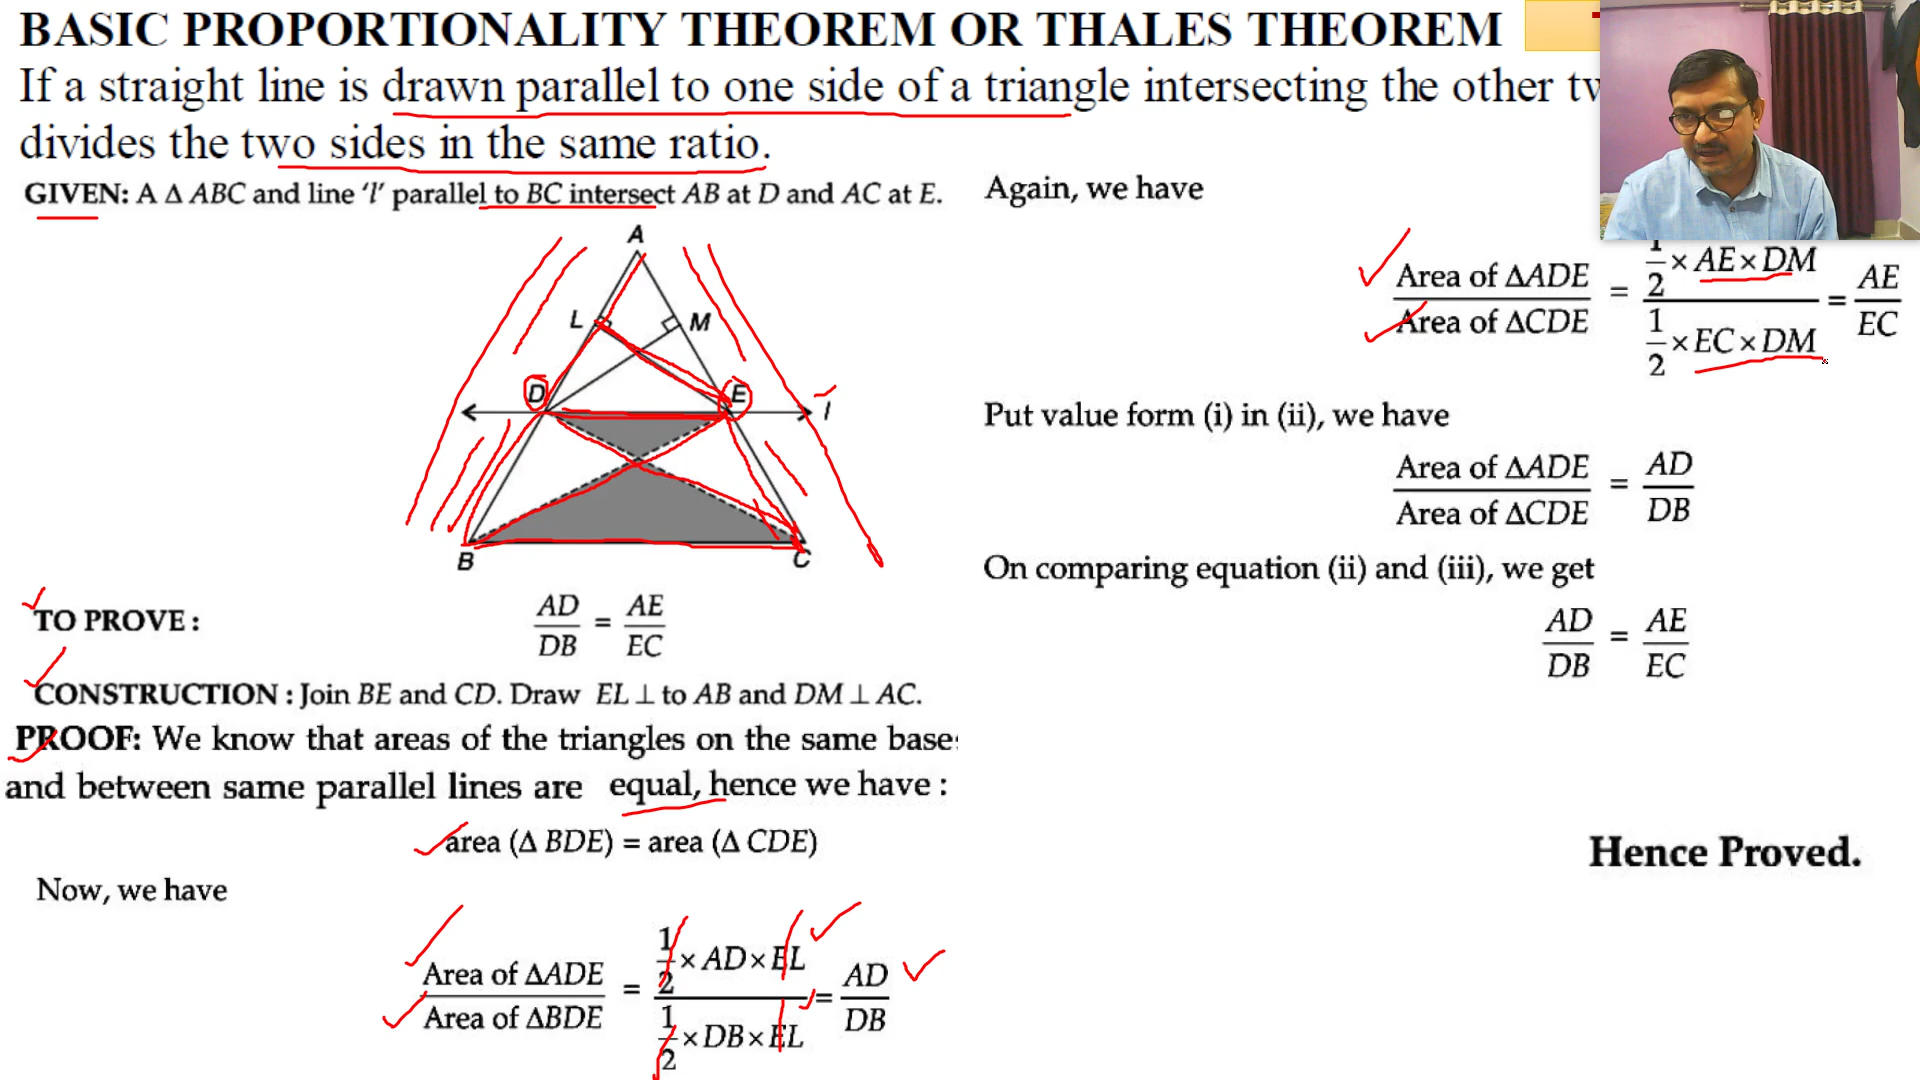 BASIC PROPORTIONALITY THEOREM OR THALES THEOREM
If a straight line is drawn parallel to one side of a triangle intersecting the other
divides the two sides in the same ratio.
GIVEN: A Δ ABC and line 'l' parallel to BC intersect AB at D and AC at E.
A
L M
D E l
B C
TO PROVE : AD/DB = AE/EC
CONSTRUCTION : Join BE and CD. Draw EL ⊥ to AB and DM ⊥ AC.
PROOF: We know that areas of the triangles on the same base
and between same parallel lines are equal, hence we have :
area (Δ BDE) = area (Δ CDE)
Now, we have
Area of ΔADE / Area of ΔBDE = (1/2 × AD × EL) / (1/2 × DB × EL) = AD/DB
Again, we have
Area of ΔADE / Area of ΔCDE = (1/2 × AE × DM) / (1/2 × EC × DM) = AE/EC
Put value form (i) in (ii), we have
Area of ΔADE / Area of ΔCDE = AD/DB
On comparing equation (ii) and (iii), we get
AD/DB = AE/EC
Hence Proved.